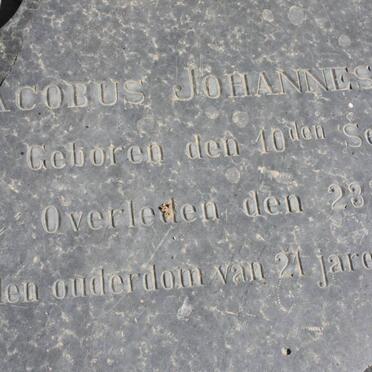 ACOBUS JOHANNES
Geboren den 10den Se
Overleden den 23
den ouderdom van 21 jare